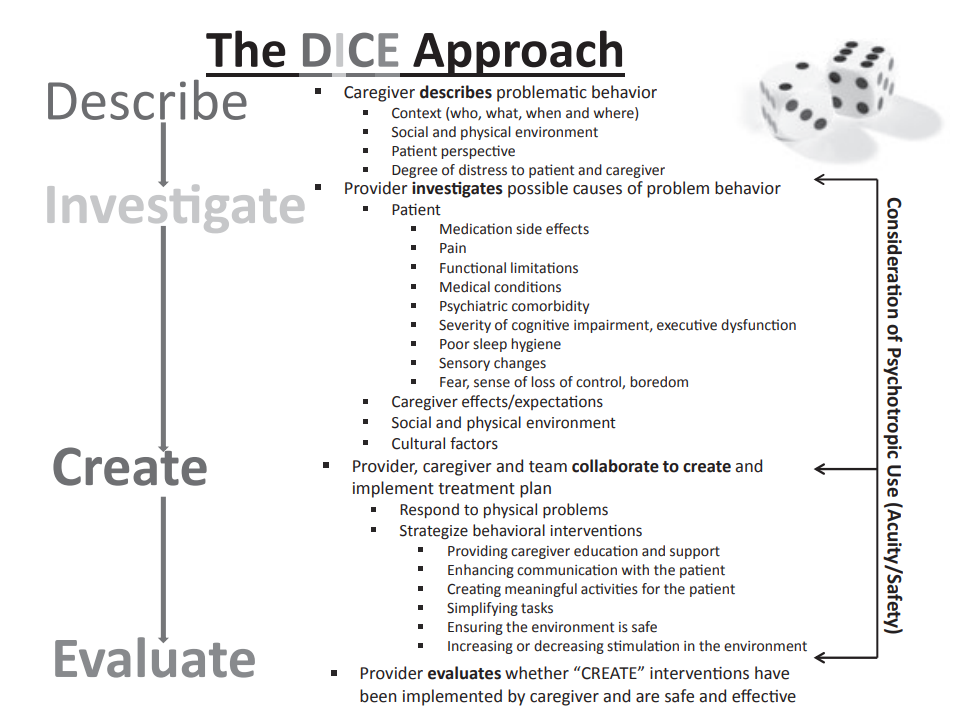 The DICE Approach
Describe
▪ Caregiver describes problematic behavior
▪ Context (who, what, when and where)
▪ Social and physical environment
▪ Patient perspective
▪ Degree of distress to patient and caregiver
Investigate
▪ Provider investigates possible causes of problem behavior
▪ Patient
▪ Medication side effects
▪ Pain
▪ Functional limitations
▪ Medical conditions
▪ Psychiatric comorbidity
▪ Severity of cognitive impairment, executive dysfunction
▪ Poor sleep hygiene
▪ Sensory changes
▪ Fear, sense of loss of control, boredom
▪ Caregiver effects/expectations
▪ Social and physical environment
▪ Cultural factors
Create
▪ Provider, caregiver and team collaborate to create and
implement treatment plan
▪ Respond to physical problems
▪ Strategize behavioral interventions
▪ Providing caregiver education and support
▪ Enhancing communication with the patient
▪ Creating meaningful activities for the patient
▪ Simplifying tasks
▪ Ensuring the environment is safe
▪ Increasing or decreasing stimulation in the environment
Evaluate
▪ Provider evaluates whether “CREATE” interventions have
been implemented by caregiver and are safe and effective
Consideration of Psychotropic Use (Acuity/Safety)